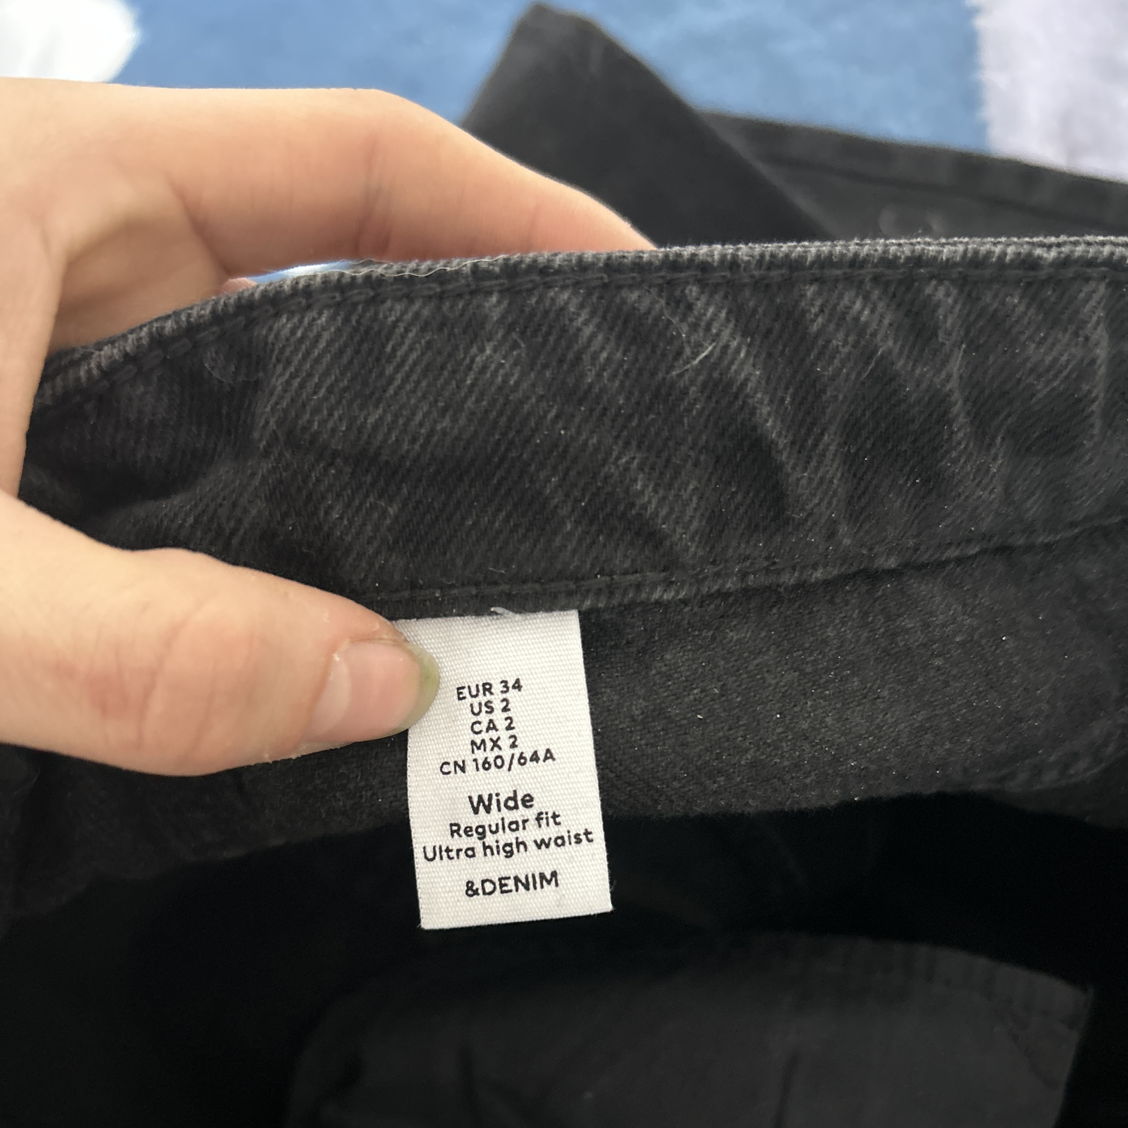 EUR 34
US 2
CA 2
MX 2
CN 160/64A
Wide
Regular fit
Ultra high waist
&DENIM